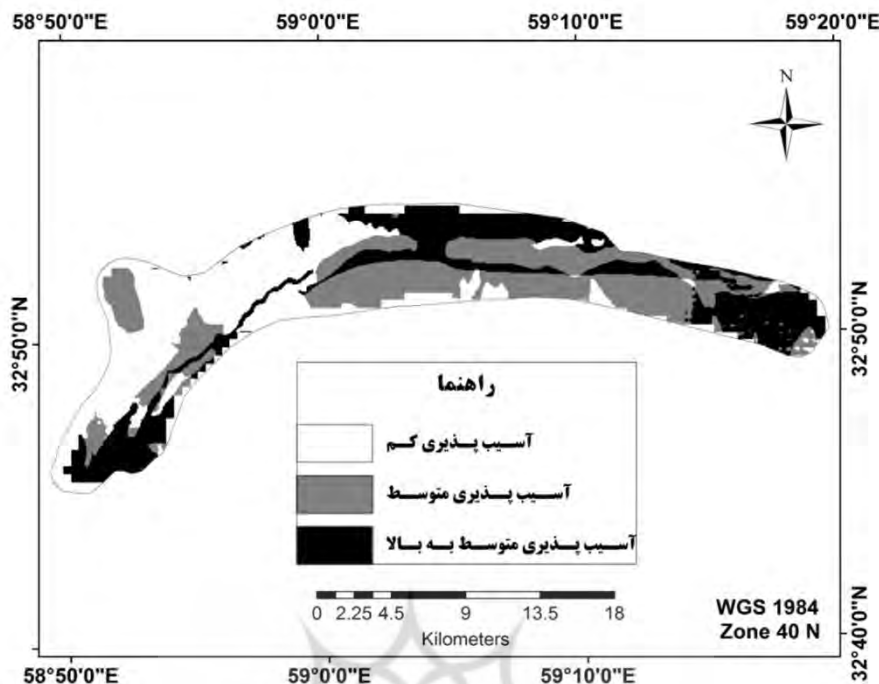 58°50'0"E 59°0'0"E 59°10'0"E 59°20'0"E
N
32°50'0"N
32°50'0"N
راهنما
آسیب پذیری کم
آسیب پذیری متوسط
آسیب پذیری متوسط به بالا
0 2.25 4.5 9 13.5 18
Kilometers
WGS 1984
Zone 40 N
32°40'0"N
58°50'0"E 59°0'0"E 59°10'0"E